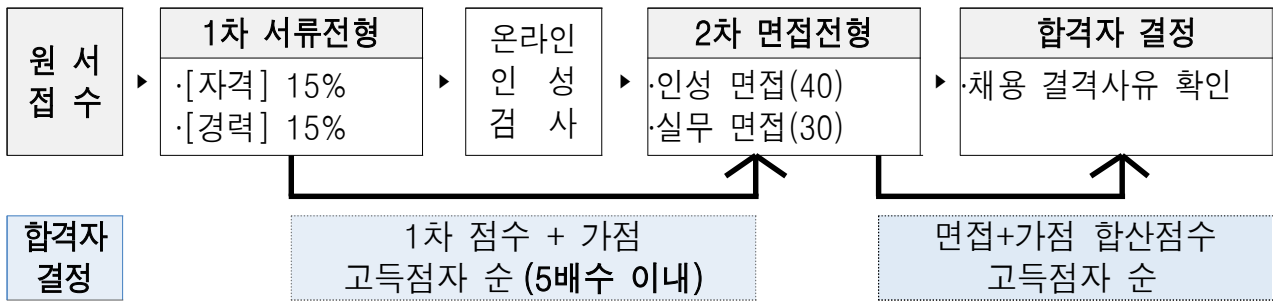 원 서
접 수
▶
1차 서류전형
·[자격] 15%
·[경력] 15%
▶
온라인
인 성
검 사
▶
2차 면접전형
·인성 면접(40)
·실무 면접(30)
▶
합격자 결정
·채용 결격사유 확인
합격자
결정
1차 점수 + 가점
고득점자 순 (5배수 이내)
면접+가점 합산점수
고득점자 순